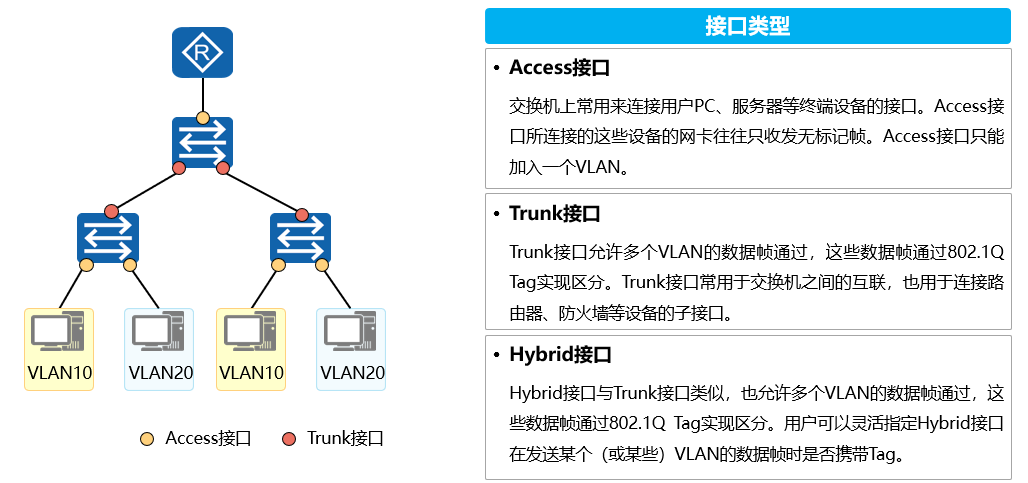 R
VLAN10
VLAN20
VLAN10
VLAN20
Access接口
Trunk接口
接口类型
• Access接口
交换机上常用来连接用户PC、服务器等终端设备的接口。Access接
口所连接的这些设备的网卡往往只收发无标记帧。Access接口只能
加入一个VLAN。
• Trunk接口
Trunk接口允许多个VLAN的数据帧通过，这些数据帧通过802.1Q
Tag实现区分。Trunk接口常用于交换机之间的互联，也用于连接路
由器、防火墙等设备的子接口。
• Hybrid接口
Hybrid接口与Trunk接口类似，也允许多个VLAN的数据帧通过，这
些数据帧通过802.1Q Tag实现区分。用户可以灵活指定Hybrid接口
在发送某个（或某些）VLAN的数据帧时是否携带Tag。